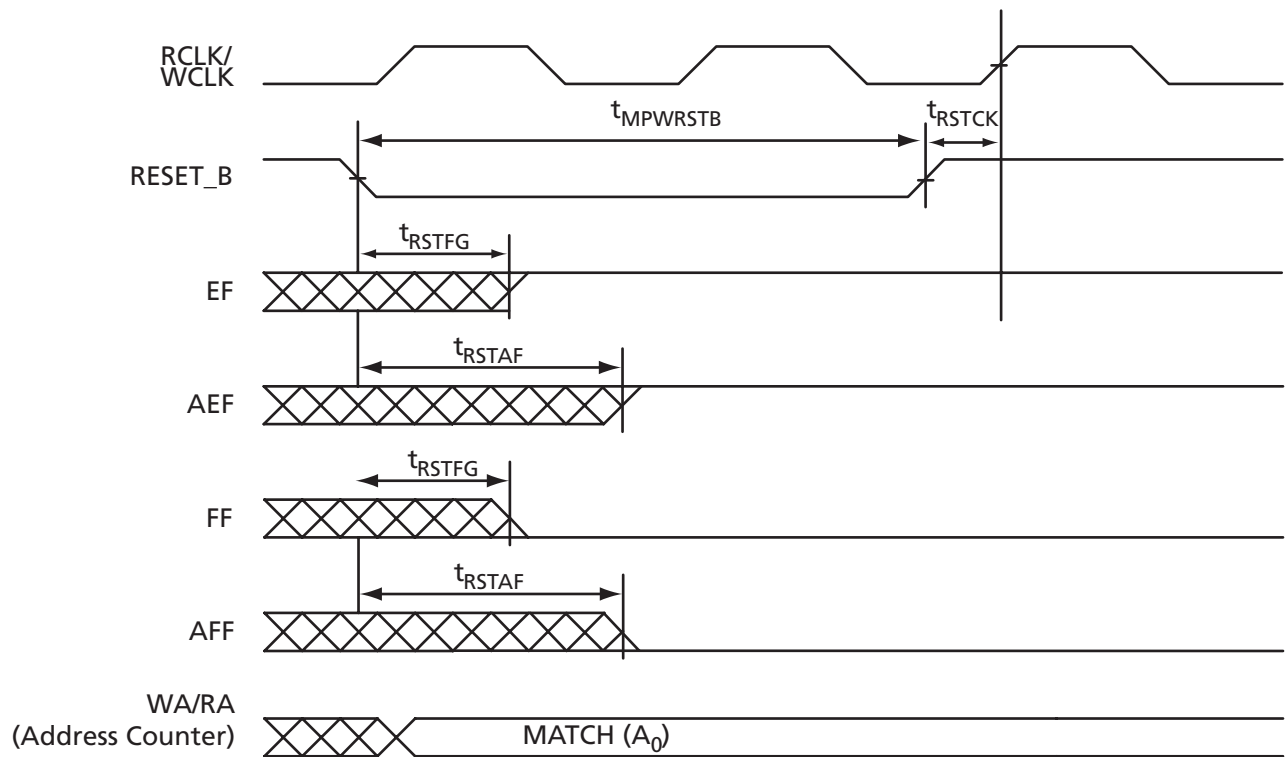 RCLK/
WCLK
tMPWRSTB
tRSTCK
RESET_B
tRSTFG
EF
tRSTAF
AEF
tRSTFG
FF
tRSTAF
AFF
WA/RA
(Address Counter)
MATCH (A0)